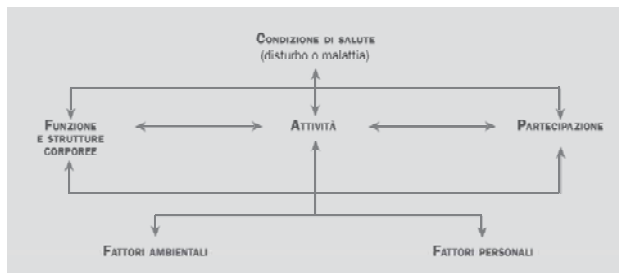 CONDIZIONE DI SALUTE
(disturbo o malattia)
FUNZIONE
E STRUTTURE
CORPOREE
ATTIVITÀ
PARTECIPAZIONE
FATTORI AMBIENTALI
FATTORI PERSONALI